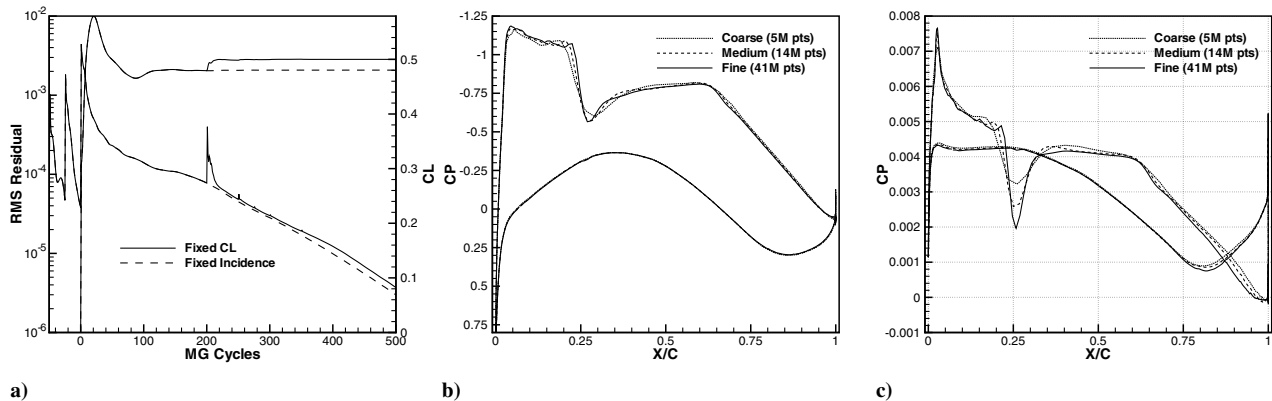 10^-2
10^-3
10^-4
10^-5
10^-6
RMS Residual
0 100 200 300 400 500
MG Cycles
0.5
0.4
0.3
0.2
0.1
0
CL
Fixed CL
Fixed Incidence
a)
-1.25
-1
-0.75
-0.5
-0.25
0
0.25
0.5
0.75
CP
0 0.25 0.5 0.75 1
X/C
Coarse (5M pts)
Medium (14M pts)
Fine (41M pts)
b)
0.008
0.007
0.006
0.005
0.004
0.003
0.002
0.001
0
-0.001
CP
0 0.25 0.5 0.75 1
X/C
Coarse (5M pts)
Medium (14M pts)
Fine (41M pts)
c)